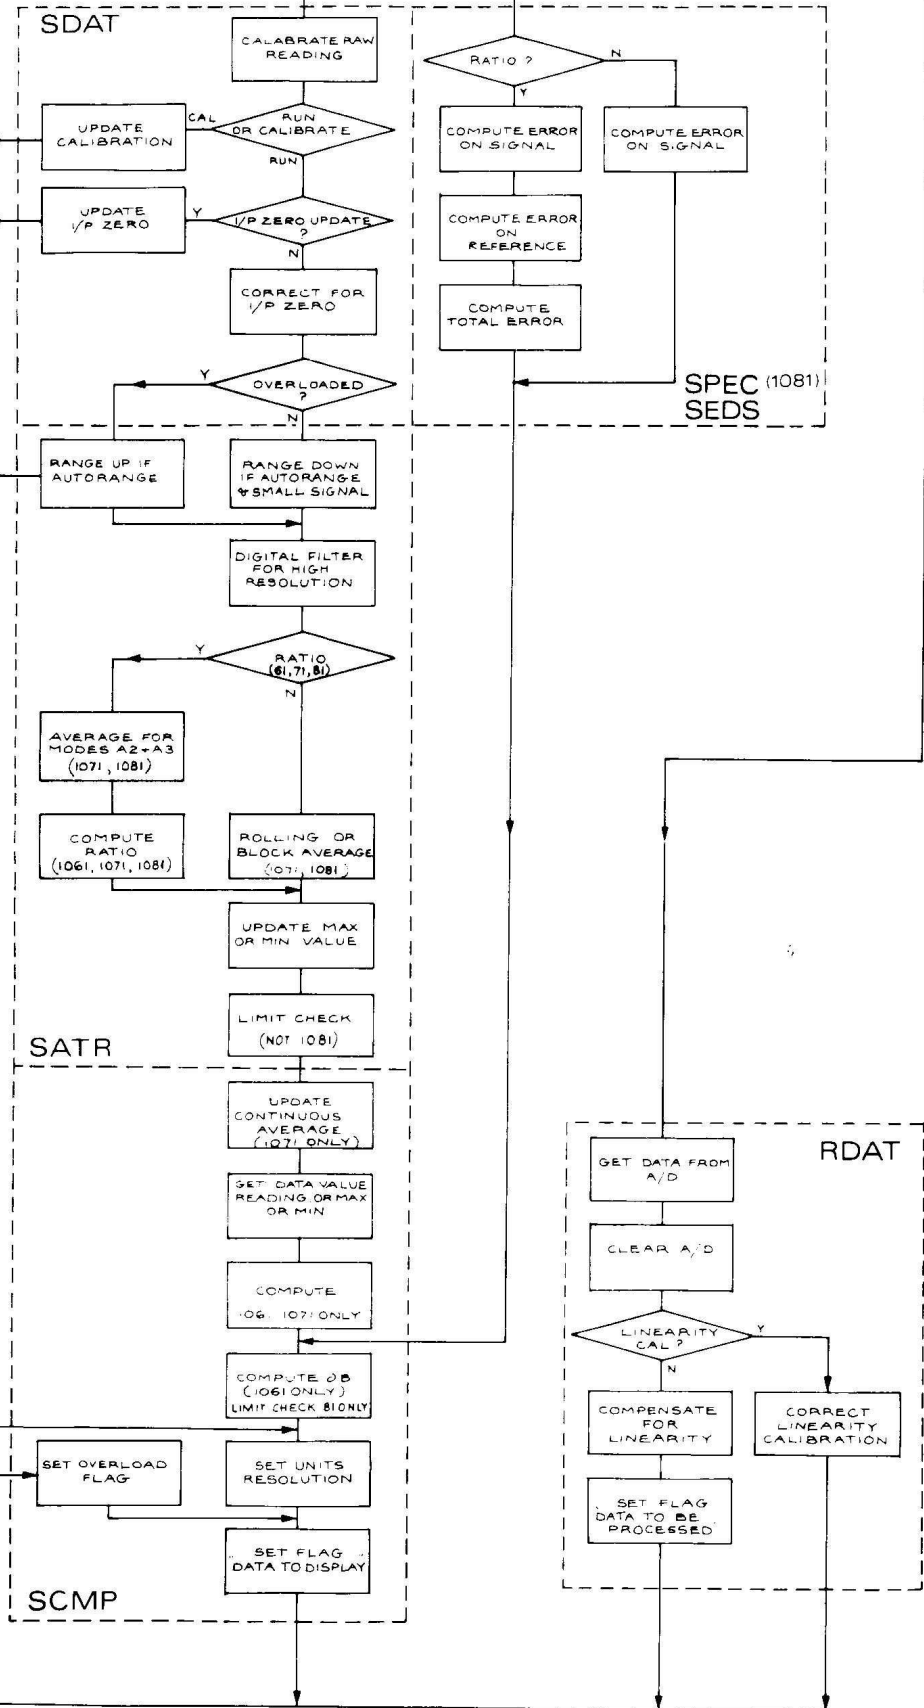 SDAT
CALABRATE RAW
READING
RUN
OR CALIBRATE
CAL
UPDATE
CALIBRATION
RUN
I/P ZERO UPDATE
?
Y
UPDATE
I/P ZERO
N
CORRECT FOR
I/P ZERO
OVERLOADED
?
Y
N
RATIO ?
N
Y
COMPUTE ERROR
ON SIGNAL
COMPUTE ERROR
ON SIGNAL
COMPUTE ERROR
ON
REFERENCE
COMPUTE
TOTAL ERROR
SPEC (1081)
SEDS
RANGE UP IF
AUTORANGE
RANGE DOWN
IF AUTORANGE
& SMALL SIGNAL
DIGITAL FILTER
FOR HIGH
RESOLUTION
RATIO
(61,71,81)
Y
N
AVERAGE FOR
MODES A2+A3
(1071, 1081)
COMPUTE
RATIO
(1061, 1071, 1081)
ROLLING OR
BLOCK AVERAGE
(1071, 1081)
UPDATE MAX
OR MIN VALUE
LIMIT CHECK
(NOT 1081)
SATR
UPDATE
CONTINUOUS
AVERAGE
(1071 ONLY)
GET DATA VALUE
READING OR MAX
OR MIN
COMPUTE
1071 ONLY
COMPUTE dB
(1061 ONLY)
LIMIT CHECK 81 ONLY
SET OVERLOAD
FLAG
SET UNITS
RESOLUTION
SET FLAG
DATA TO DISPLAY
SCMP
RDAT
GET DATA FROM
A/D
CLEAR A/D
LINEARITY
CAL ?
Y
N
COMPENSATE
FOR
LINEARITY
CORRECT
LINEARITY
CALIBRATION
SET FLAG
DATA TO BE
PROCESSED